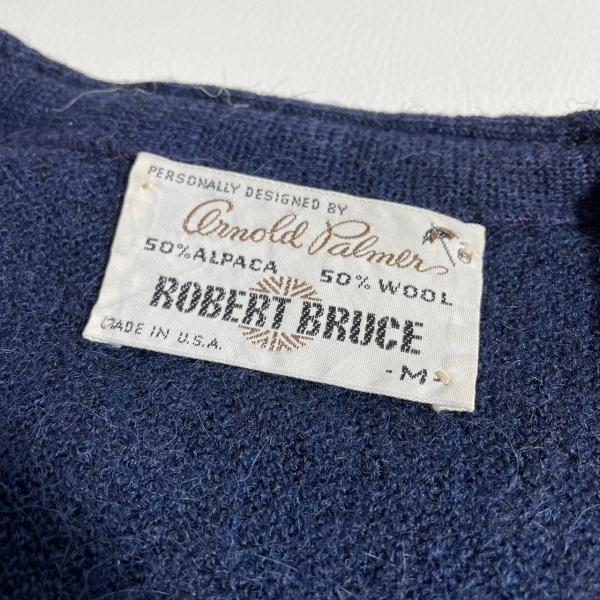 PERSONALLY DESIGNED BY
Arnold Palmer
50% ALPACA 50% WOOL
ROBERT BRUCE
MADE IN U.S.A.
-M-